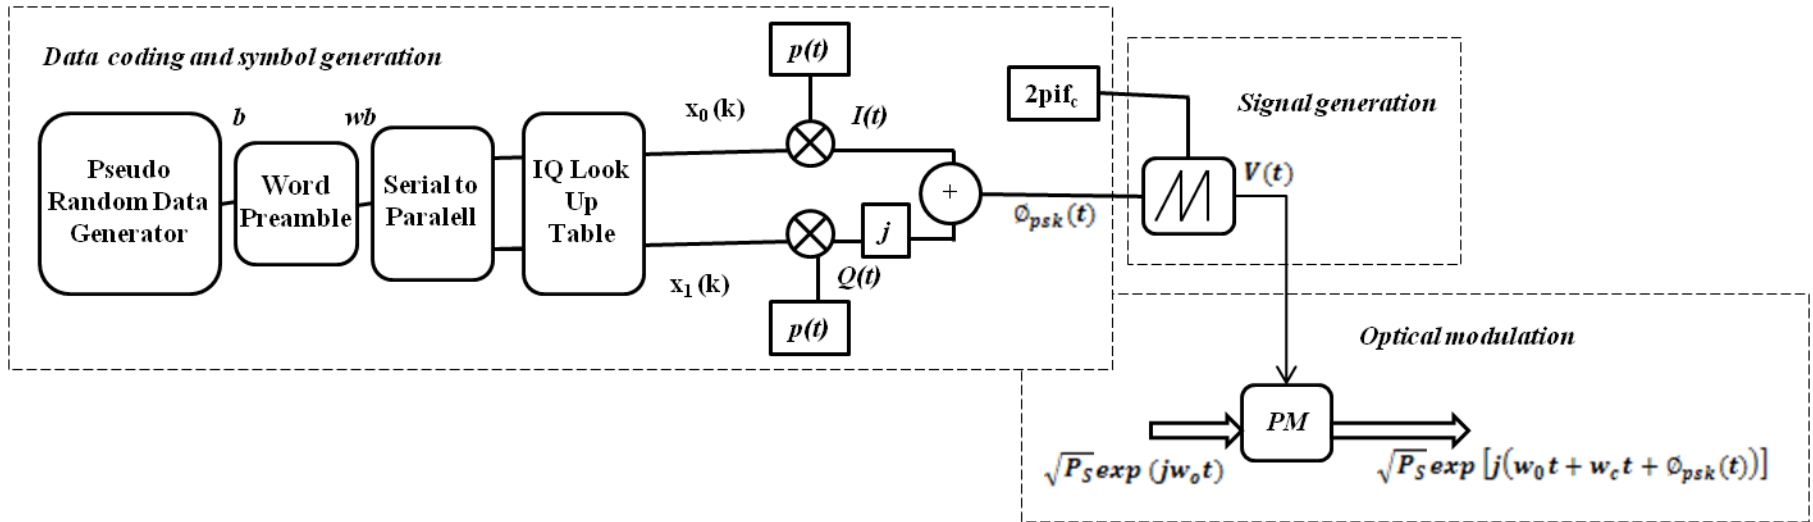 Data coding and symbol generation
Pseudo
Random Data
Generator
b
Word
Preamble
wb
Serial to
Paralell
IQ Look
Up
Table
x₀ (k)
x₁ (k)
p(t)
I(t)
Q(t)
p(t)
j
+
∅psk(t)
2pifc
Signal generation
V(t)
Optical modulation
PM
√Pₛ exp (jwₒt)
√Pₛ exp [j(w₀t + w_c t + ∅psk(t))]